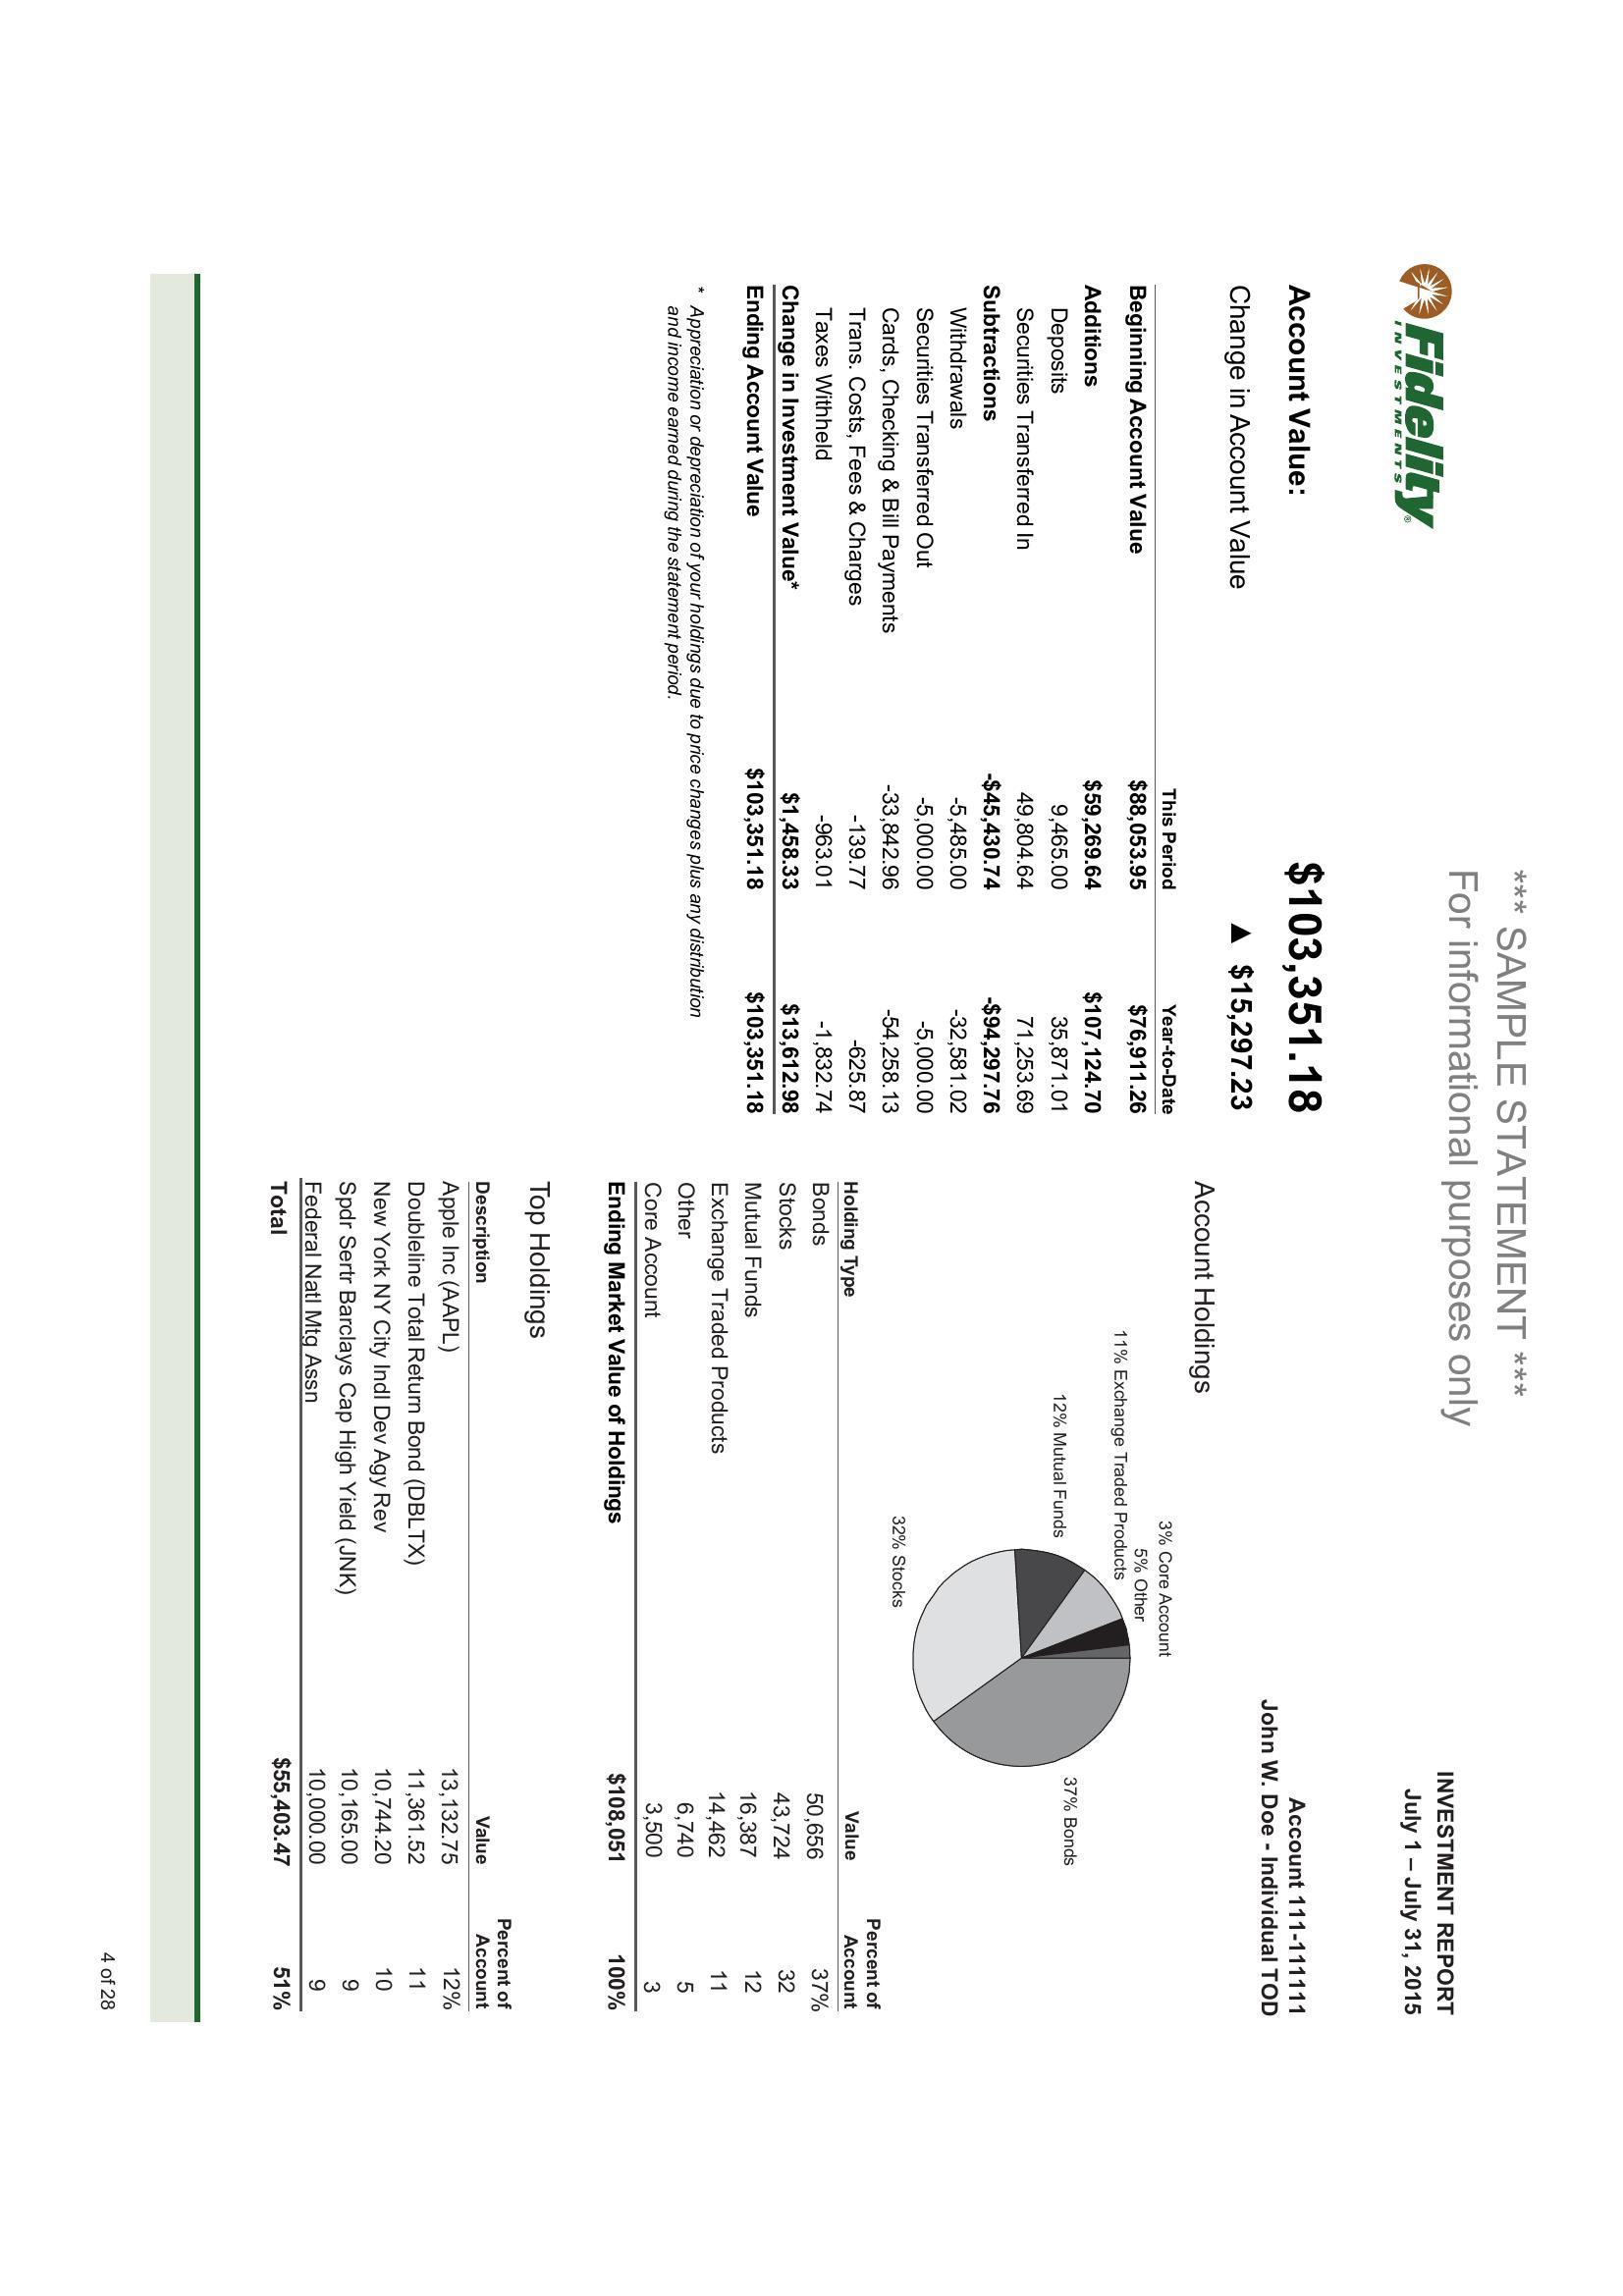 *** SAMPLE STATEMENT ***
For informational purposes only
Fidelity®
INVESTMENTS
INVESTMENT REPORT
July 1 – July 31, 2015
Account 111-111111
John W. Doe - Individual TOD
Account Value: $103,351.18
Change in Account Value ▲ $15,297.23
This Period Year-to-Date
Beginning Account Value $88,053.95 $76,911.26
Additions $59,269.64 $107,124.70
Deposits 9,465.00 35,871.01
Securities Transferred In 49,804.64 71,253.69
Subtractions -$45,430.74 -$94,297.76
Withdrawals -5,485.00 -32,581.02
Securities Transferred Out -5,000.00 -5,000.00
Cards, Checking & Bill Payments -33,842.96 -54,258.13
Trans. Costs, Fees & Charges -139.77 -625.87
Taxes Withheld -963.01 -1,832.74
Change in Investment Value* $1,458.33 $13,612.98
Ending Account Value $103,351.18 $103,351.18
* Appreciation or depreciation of your holdings due to price changes plus any distribution
and income earned during the statement period.
Account Holdings
3% Core Account
5% Other
11% Exchange Traded Products
12% Mutual Funds
37% Bonds
32% Stocks
Percent of
Holding Type Value Account
Bonds 50,656 37%
Stocks 43,724 32
Mutual Funds 16,387 12
Exchange Traded Products 14,462 11
Other 6,740 5
Core Account 3,500 3
Ending Market Value of Holdings $108,051 100%
Top Holdings
Percent of
Description Value Account
Apple Inc (AAPL) 13,132.75 12%
Doubleline Total Return Bond (DBLTX) 11,361.52 11
New York NY City Indl Dev Agy Rev 10,744.20 10
Spdr Sertr Barclays Cap High Yield (JNK) 10,165.00 9
Federal Natl Mtg Assn 10,000.00 9
Total $55,403.47 51%
4 of 28